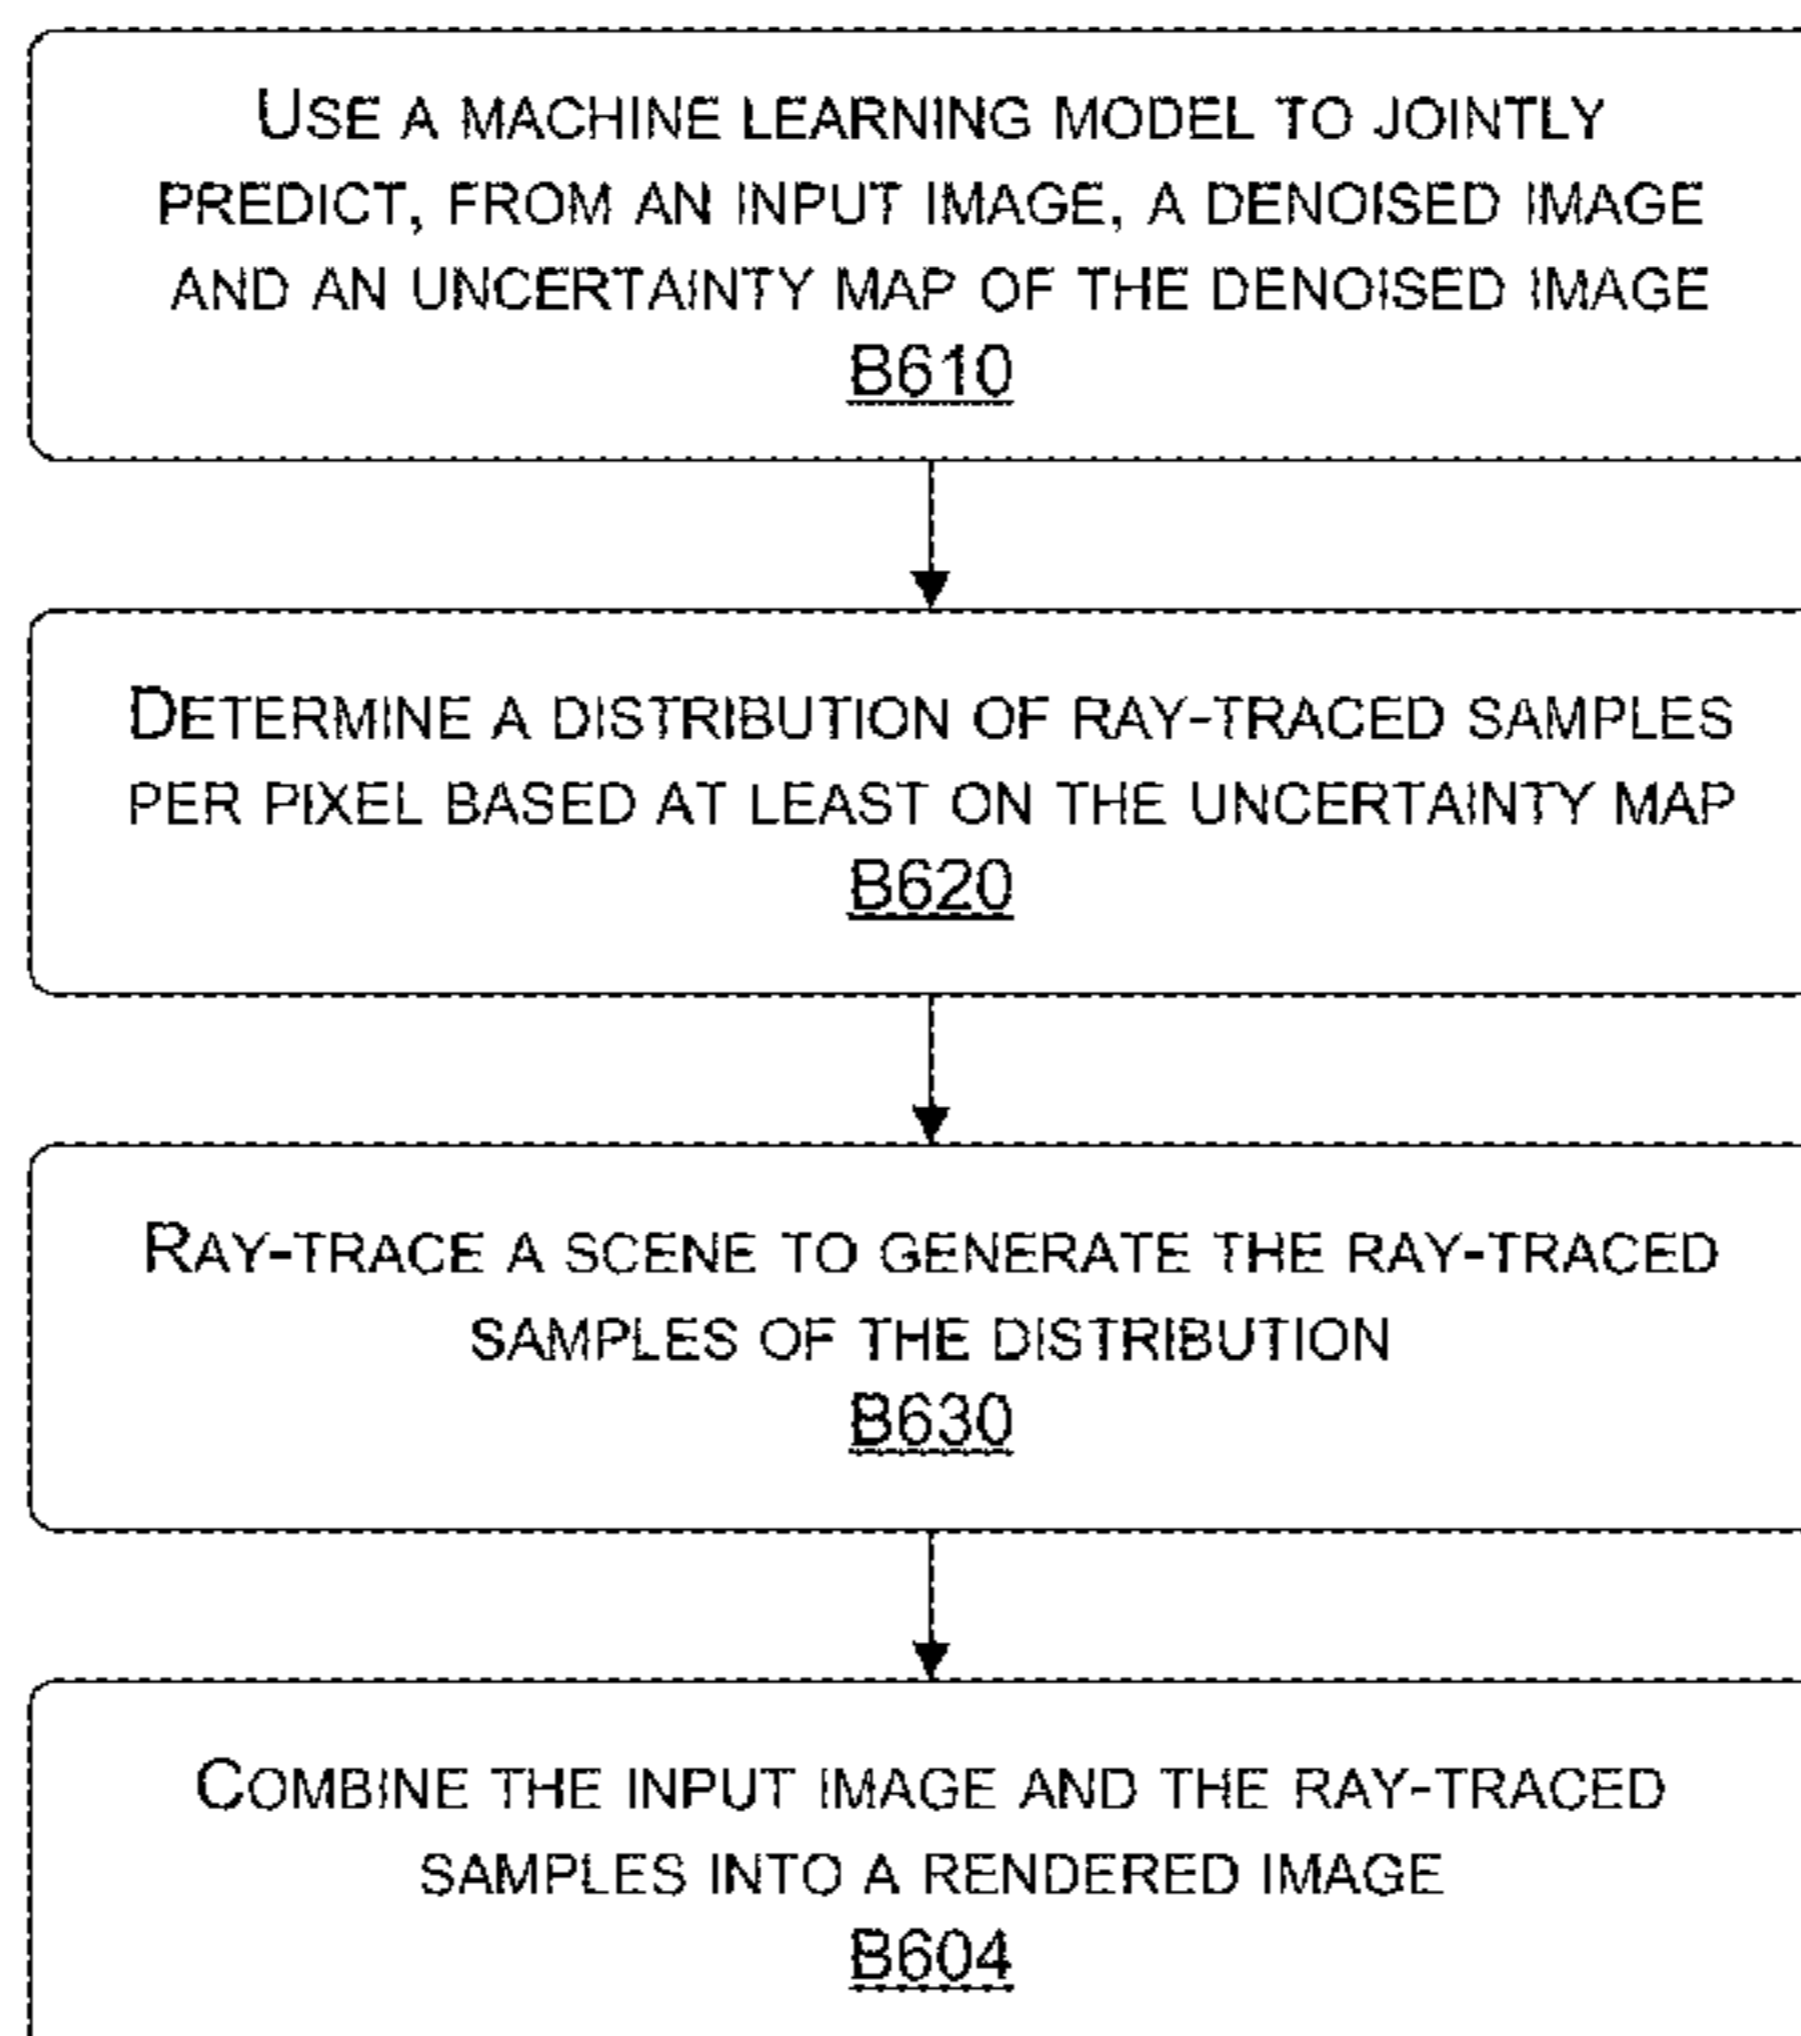 USE A MACHINE LEARNING MODEL TO JOINTLY
PREDICT, FROM AN INPUT IMAGE, A DENOISED IMAGE
AND AN UNCERTAINTY MAP OF THE DENOISED IMAGE
B610
DETERMINE A DISTRIBUTION OF RAY-TRACED SAMPLES
PER PIXEL BASED AT LEAST ON THE UNCERTAINTY MAP
B620
RAY-TRACE A SCENE TO GENERATE THE RAY-TRACED
SAMPLES OF THE DISTRIBUTION
B630
COMBINE THE INPUT IMAGE AND THE RAY-TRACED
SAMPLES INTO A RENDERED IMAGE
B604